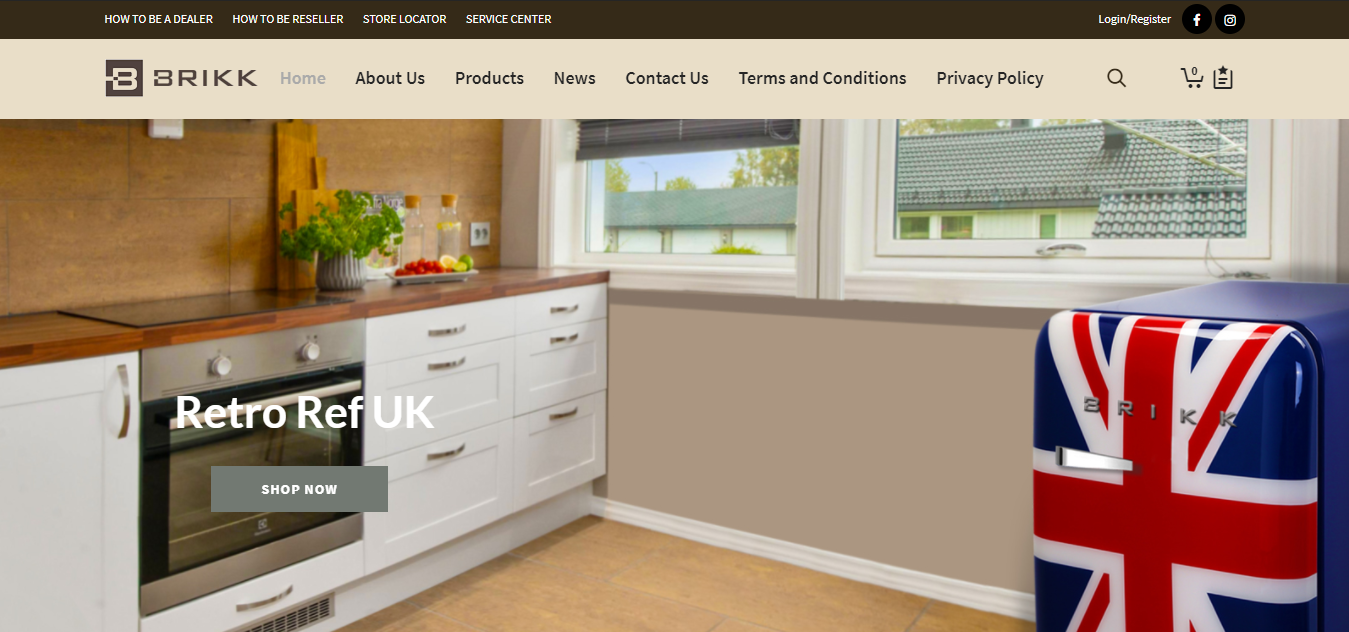 HOW TO BE A DEALER HOW TO BE RESELLER STORE LOCATOR SERVICE CENTER Login/Register
BRIKK Home About Us Products News Contact Us Terms and Conditions Privacy Policy 0
BRIKK
Retro Ref UK
SHOP NOW